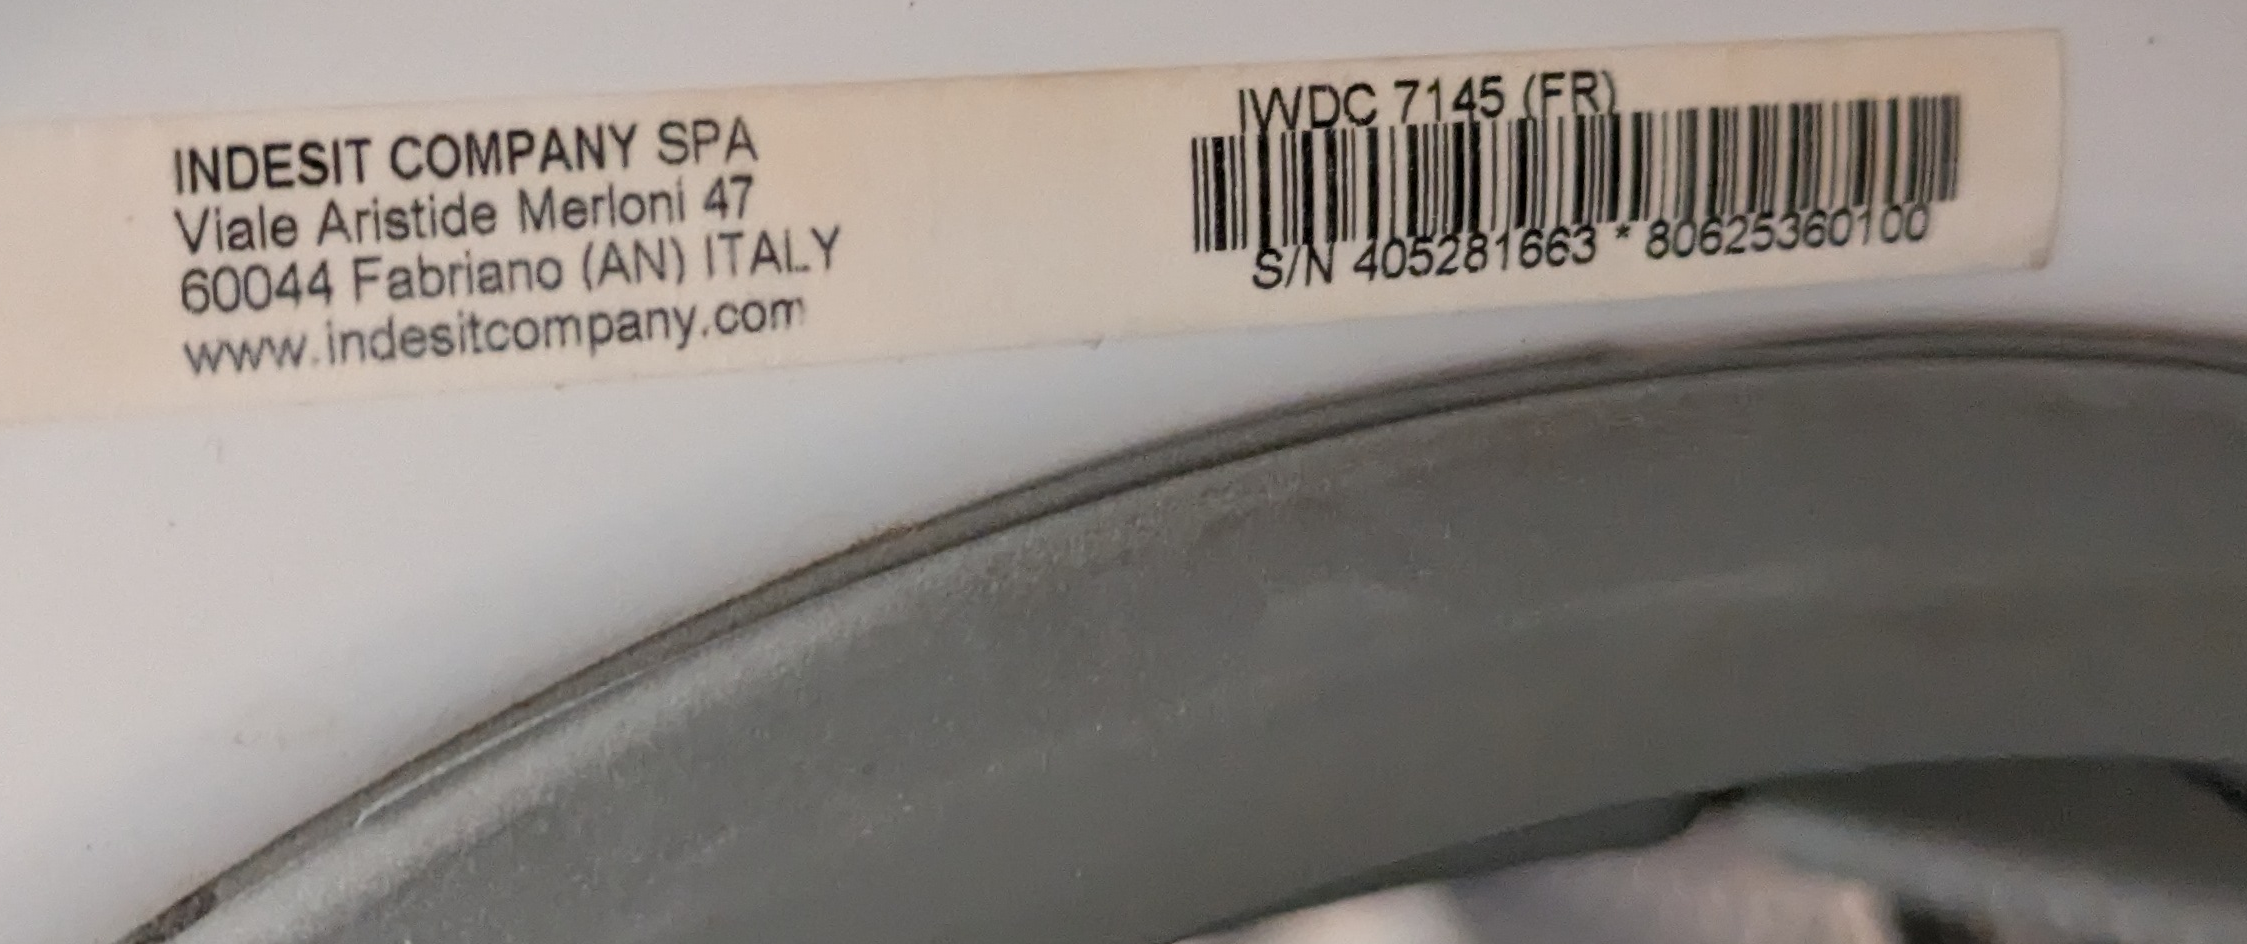 INDESIT COMPANY SPA
Viale Aristide Merloni 47
60044 Fabriano (AN) ITALY
www.indesitcompany.com
IWDC 7145 (FR)
S/N 405281663 * 80625360100